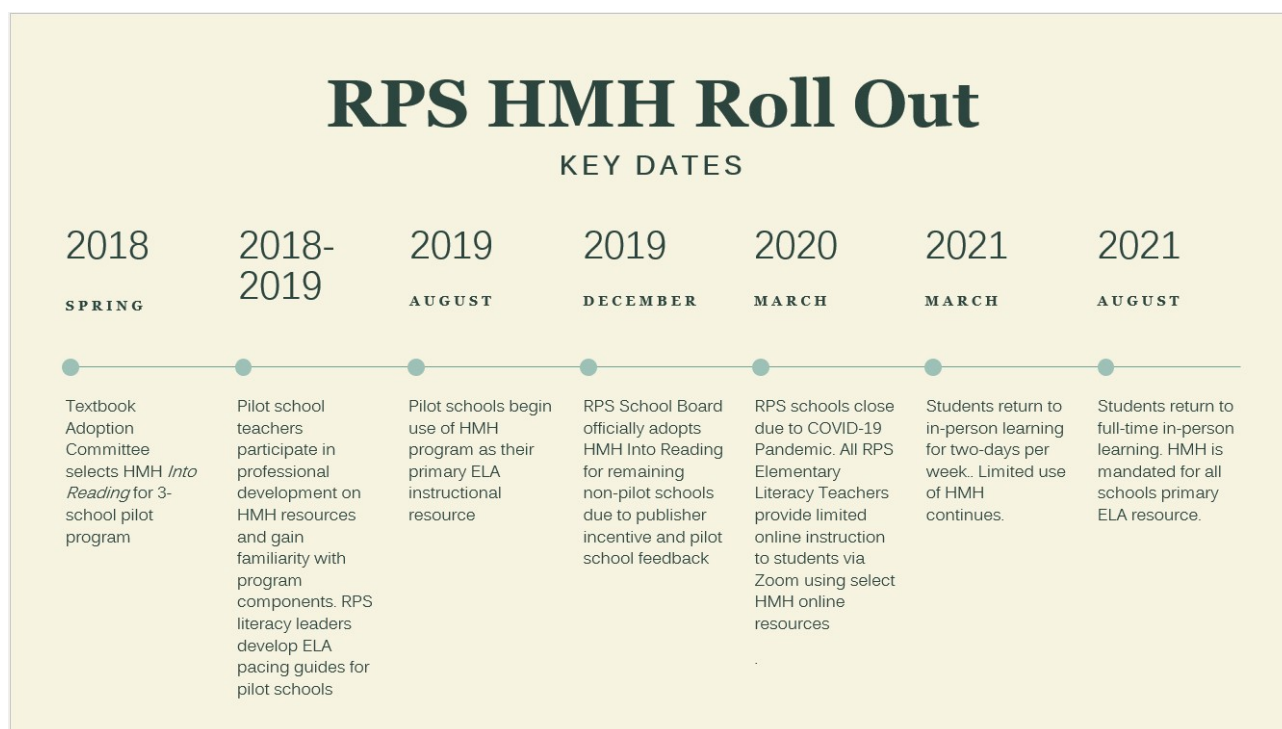 RPS HMH Roll Out
KEY DATES
2018
SPRING
Textbook
Adoption
Committee
selects HMH Into
Reading for 3-
school pilot
program
2018-
2019
Pilot school
teachers
participate in
professional
development on
HMH resources
and gain
familiarity with
program
components. RPS
literacy leaders
develop ELA
pacing guides for
pilot schools
2019
AUGUST
Pilot schools begin
use of HMH
program as their
primary ELA
instructional
resource
2019
DECEMBER
RPS School Board
officially adopts
HMH Into Reading
for remaining
non-pilot schools
due to publisher
incentive and pilot
school feedback
2020
MARCH
RPS schools close
due to COVID-19
Pandemic. All RPS
Elementary
Literacy Teachers
provide limited
online instruction
to students via
Zoom using select
HMH online
resources
.
2021
MARCH
Students return to
in-person learning
for two-days per
week.. Limited use
of HMH
continues.
2021
AUGUST
Students return to
full-time in-person
learning. HMH is
mandated for all
schools primary
ELA resource.